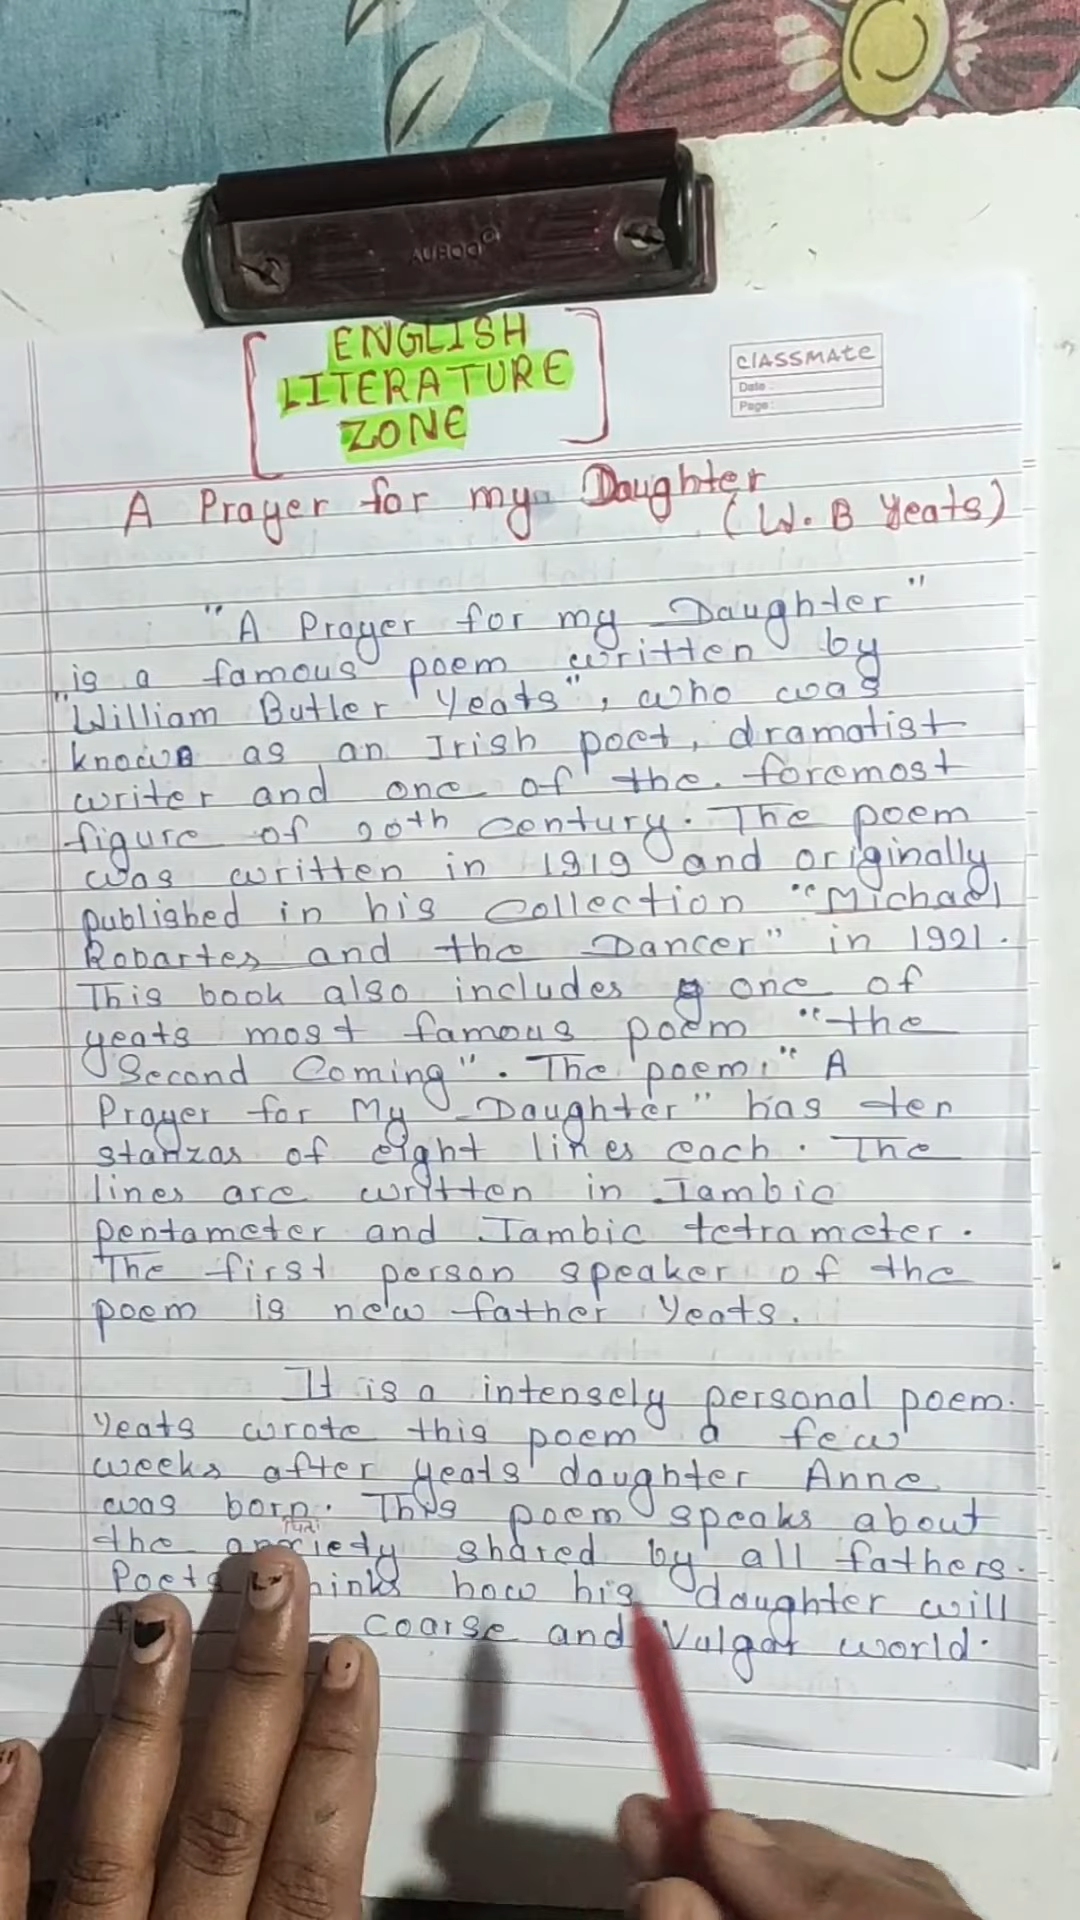 AUBOO
ENGLISH
LITERATURE
ZONE
CLASSMATE
Date :
Page:
A Prayer for my Daughter
(W.B Yeats)
"A Prayer for my Daughter"
is a famous poem written by
"William Butler Yeats", who was
known as an Irish poet, dramatist
writer and one of the foremost
figure of 20th century. The poem
was written in 1919 and originally
published in his collection "Michael
Robartes and the Dancer" in 1921.
This book also includes one of
yeats most famous poem "the
Second Coming". The poem "A
Prayer for My Daughter" has ten
stanzas of eight lines each. The
lines are written in Iambic
pentameter and Iambic tetrameter.
The first person speaker of the
poem is new father Yeats.
It is a intensely personal poem.
Yeats wrote this poem a few
weeks after yeats daughter Anne
was born. This poem speaks about
the anxiety shared by all fathers.
Poets hinks how his daughter will
coarse and Vulgar world.